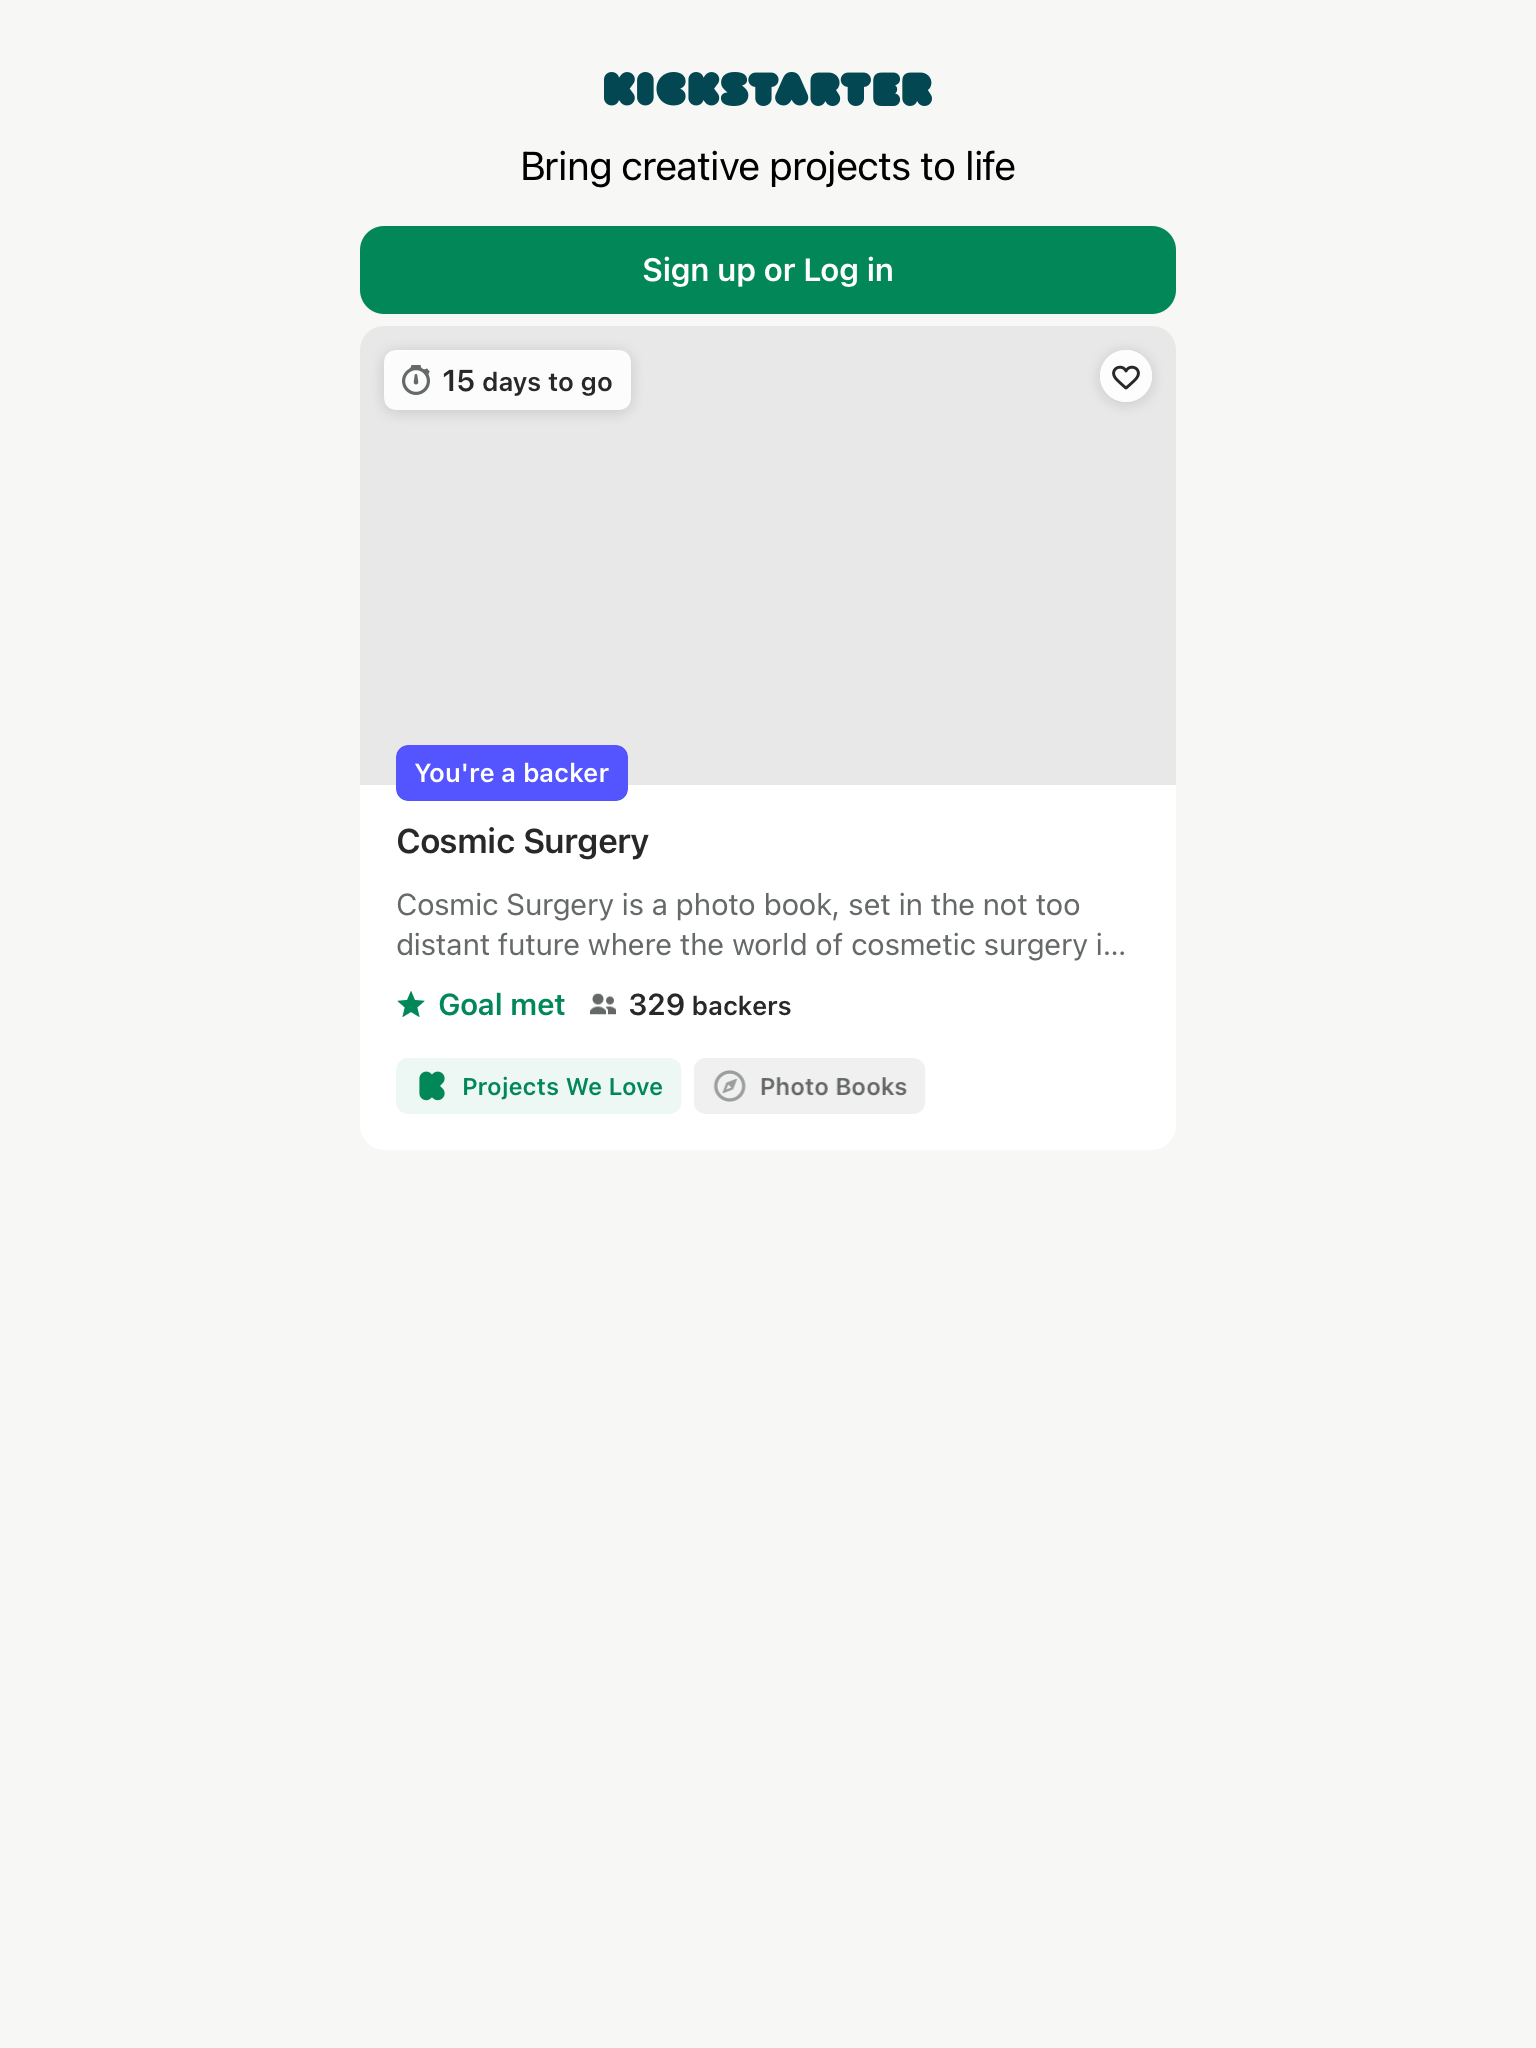 KICKSTARTER
Bring creative projects to life
Sign up or Log in
15 days to go
You're a backer
Cosmic Surgery
Cosmic Surgery is a photo book, set in the not too
distant future where the world of cosmetic surgery i...
Goal met 329 backers
Projects We Love Photo Books